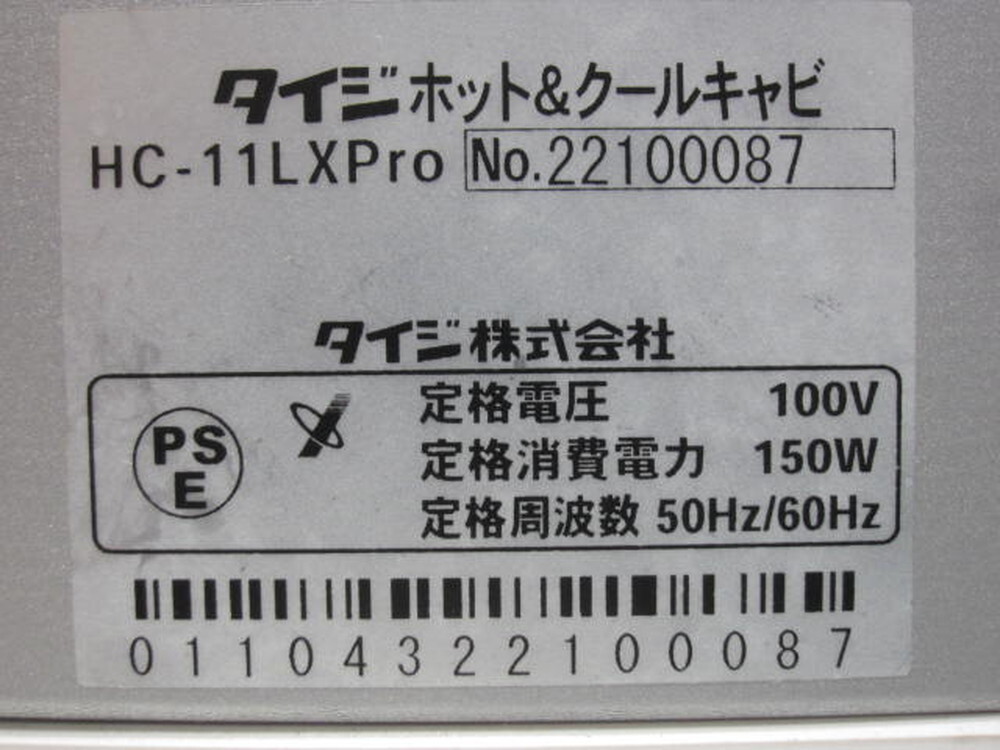 タイジホット&クールキャビ
HC-11LXPro No.22100087
タイジ株式会社
PS
E
定格電圧 100V
定格消費電力 150W
定格周波数 50Hz/60Hz
01104322100087